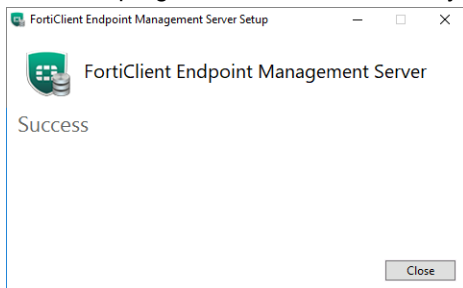 FortiClient Endpoint Management Server Setup
FortiClient Endpoint Management Server
Success
Close